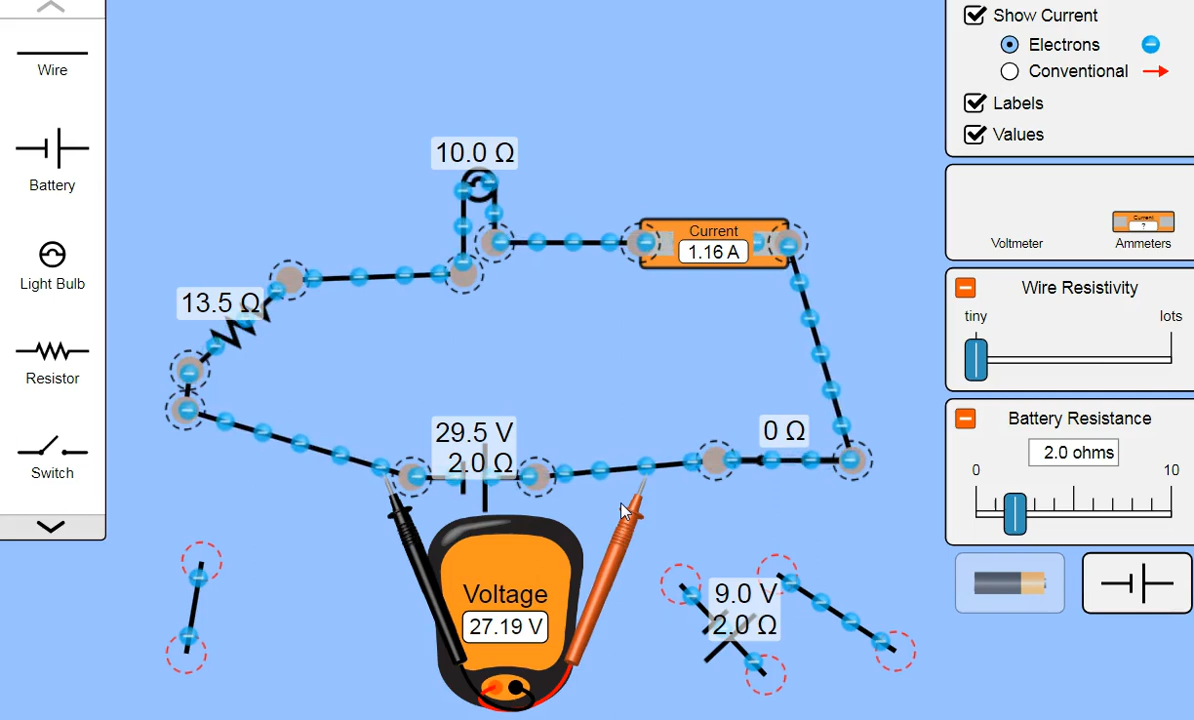 Wire
Battery
Light Bulb
Resistor
Switch
10.0 Ω
13.5 Ω
Current
1.16 A
29.5 V
2.0 Ω
0 Ω
Voltage
27.19 V
9.0 V
2.0 Ω
Show Current
Electrons
Conventional
Labels
Values
Voltmeter
Current
?
Ammeters
Wire Resistivity
tiny
lots
Battery Resistance
2.0 ohms
0
10